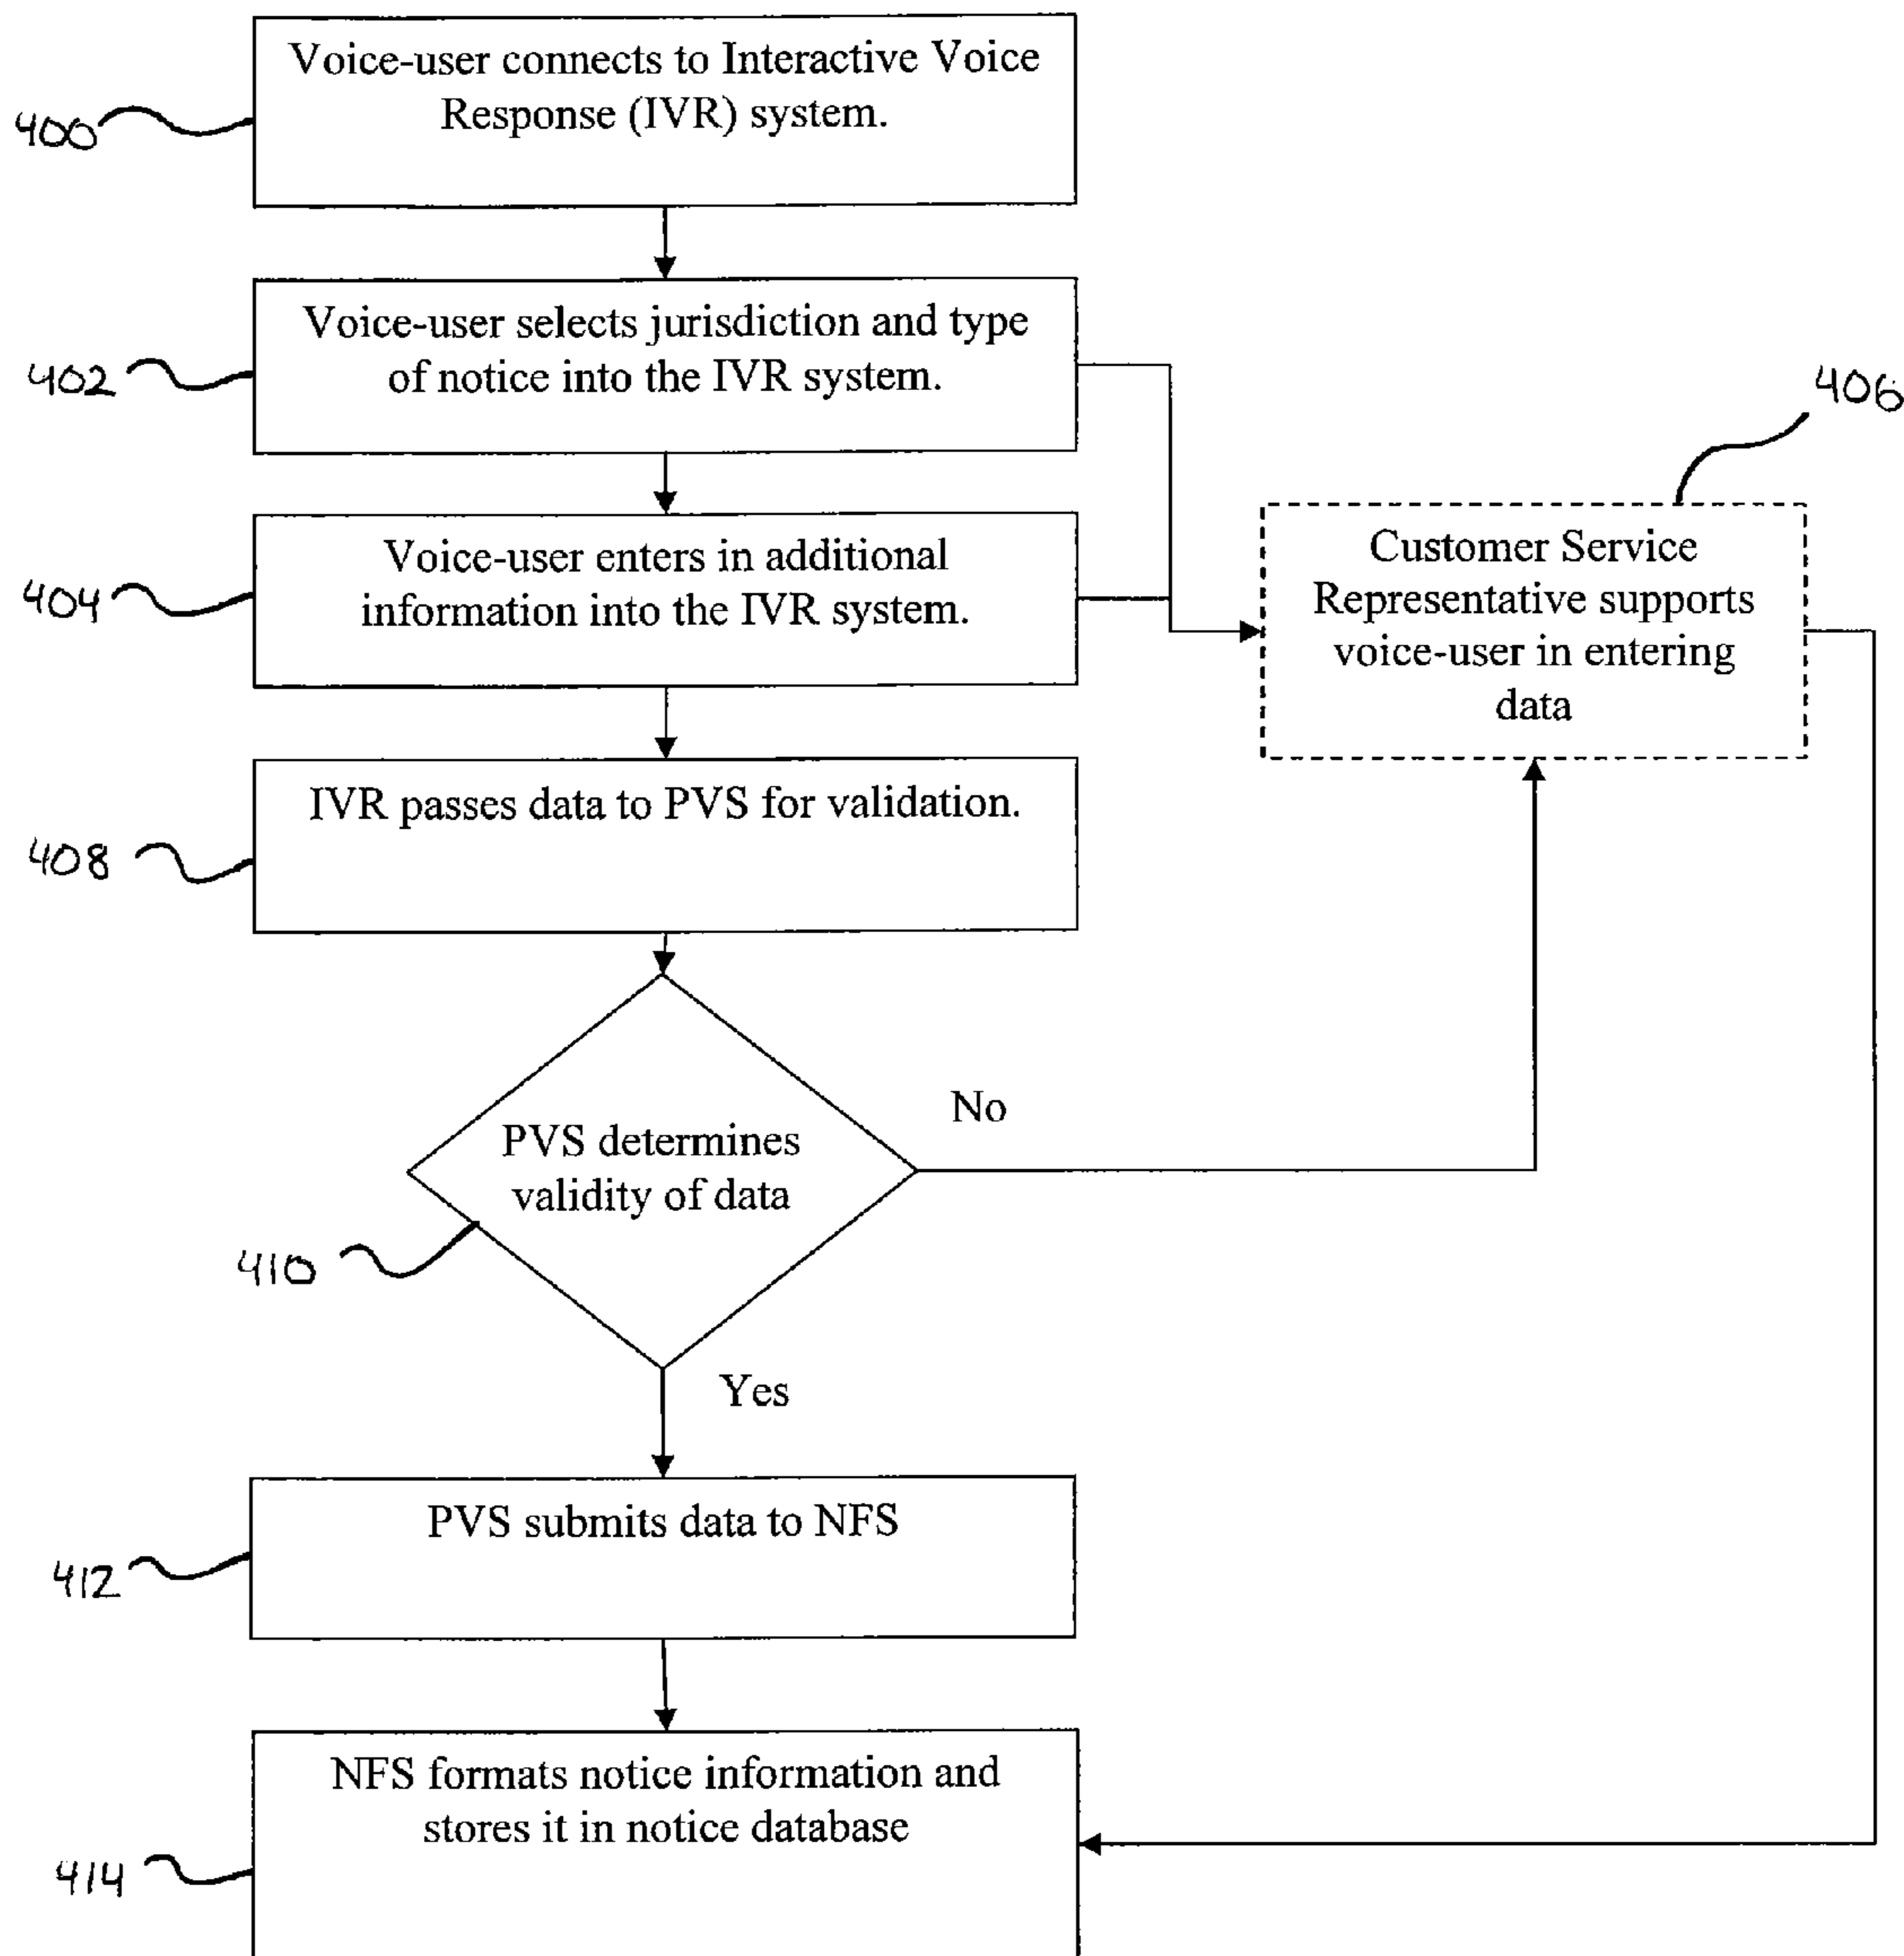 Voice-user connects to Interactive Voice
Response (IVR) system.
400
Voice-user selects jurisdiction and type
of notice into the IVR system.
402
406
Customer Service
Representative supports
voice-user in entering
data
Voice-user enters in additional
information into the IVR system.
404
IVR passes data to PVS for validation.
408
No
PVS determines
validity of data
410
Yes
PVS submits data to NFS
412
NFS formats notice information and
stores it in notice database
414